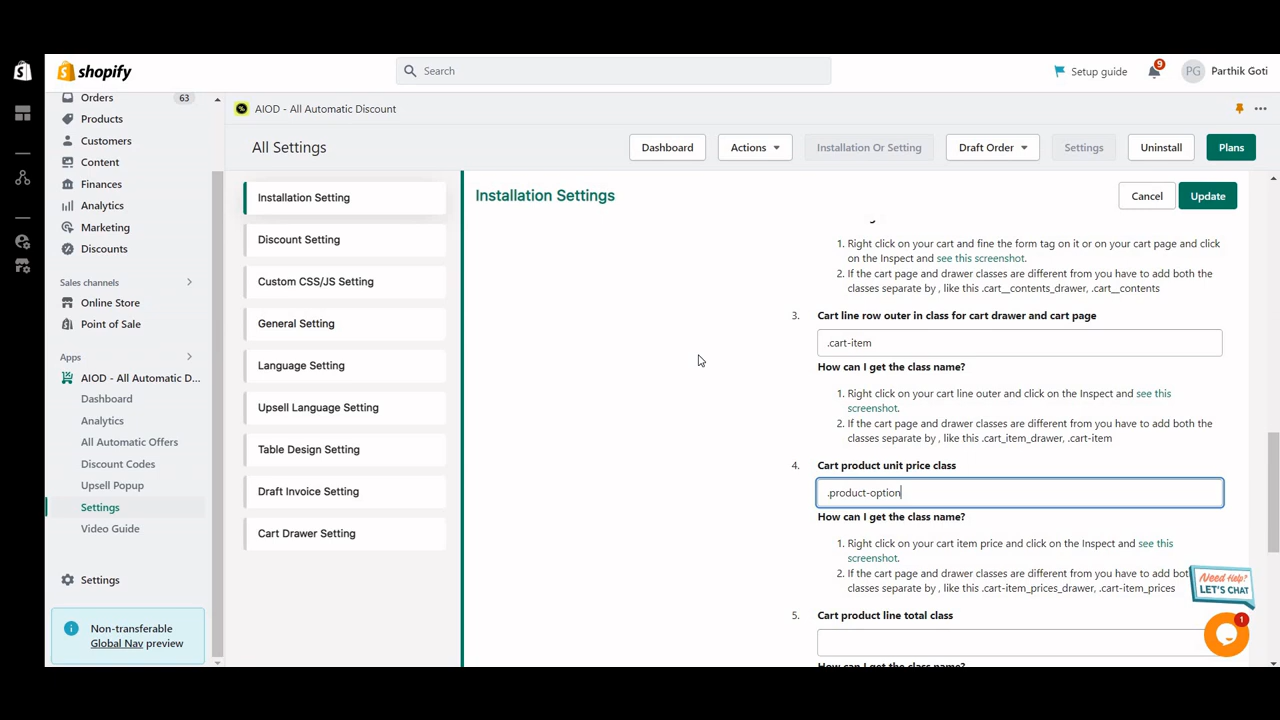 shopify
Search
Setup guide
9
PG
Parthik Goti
Orders
63
Products
Customers
Content
Finances
Analytics
Marketing
Discounts
Sales channels
Online Store
Point of Sale
Apps
AIOD - All Automatic D...
Dashboard
Analytics
All Automatic Offers
Discount Codes
Upsell Popup
Settings
Video Guide
Settings
Non-transferable
Global Nav preview
AIOD - All Automatic Discount
All Settings
Dashboard
Actions
Installation Or Setting
Draft Order
Settings
Uninstall
Plans
Installation Setting
Discount Setting
Custom CSS/JS Setting
General Setting
Language Setting
Upsell Language Setting
Table Design Setting
Draft Invoice Setting
Cart Drawer Setting
Installation Settings
Cancel
Update
1. Right click on your cart and fine the form tag on it or on your cart page and click
on the Inspect and see this screenshot.
2. If the cart page and drawer classes are different from you have to add both the
classes separate by , like this .cart__contents_drawer, .cart__contents
3. Cart line row outer in class for cart drawer and cart page
.cart-item
How can I get the class name?
1. Right click on your cart line outer and click on the Inspect and see this
screenshot.
2. If the cart page and drawer classes are different from you have to add both the
classes separate by , like this .cart_item_drawer, .cart-item
4. Cart product unit price class
.product-option
How can I get the class name?
1. Right click on your cart item price and click on the Inspect and see this
screenshot.
2. If the cart page and drawer classes are different from you have to add bot
classes separate by , like this .cart-item_prices_drawer, .cart-item_prices
5. Cart product line total class
How can I get the class name?
Need Help?
LET'S CHAT
1